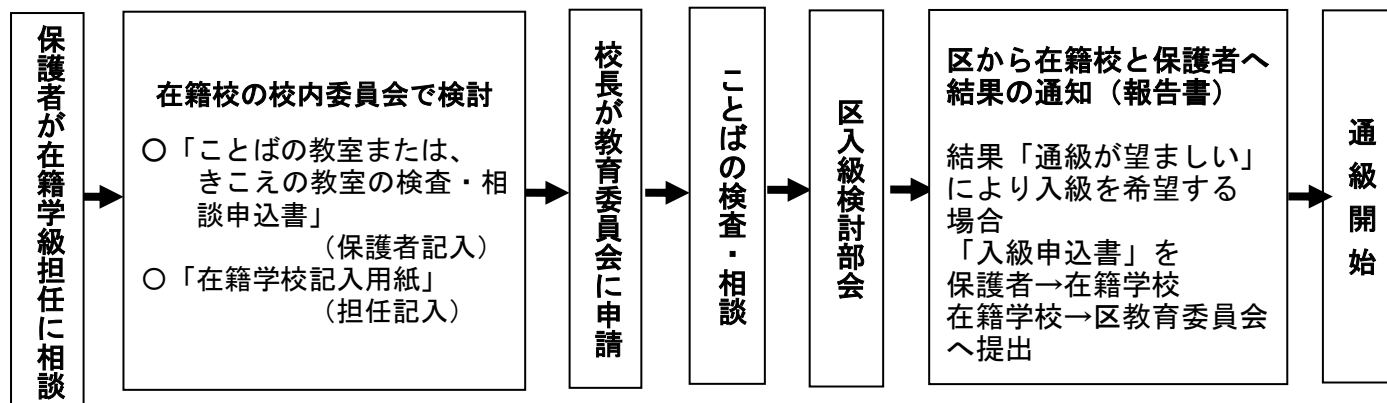 保護者が在籍学級担任に相談
在籍校の校内委員会で検討
○「ことばの教室または、
きこえの教室の検査・相
談申込書」
(保護者記入)
○「在籍学校記入用紙」
(担任記入)
校長が教育委員会に申請
ことばの検査・相談
区入級検討部会
区から在籍校と保護者へ
結果の通知(報告書)
結果「通級が望ましい」
により入級を希望する
場合
「入級申込書」を
保護者→在籍学校
在籍学校→区教育委員会
へ提出
通級開始